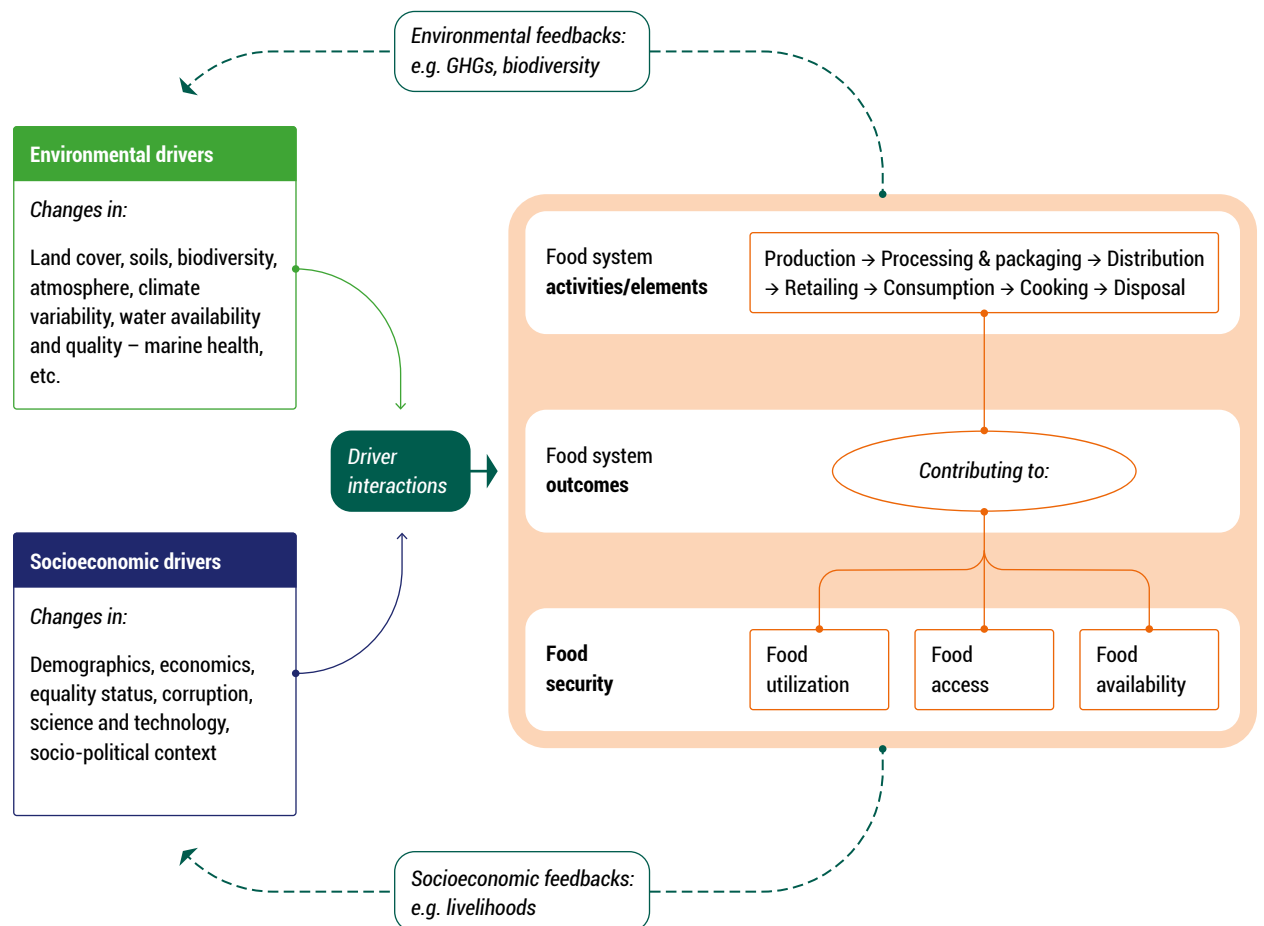 Environmental feedbacks:
e.g. GHGs, biodiversity
Environmental drivers
Changes in:
Land cover, soils, biodiversity,
atmosphere, climate
variability, water availability
and quality – marine health,
etc.
Food system
activities/elements
Production → Processing & packaging → Distribution
→ Retailing → Consumption → Cooking → Disposal
Driver
interactions
Food system
outcomes
Contributing to:
Socioeconomic drivers
Changes in:
Demographics, economics,
equality status, corruption,
science and technology,
socio-political context
Food
security
Food
utilization
Food
access
Food
availability
Socioeconomic feedbacks:
e.g. livelihoods